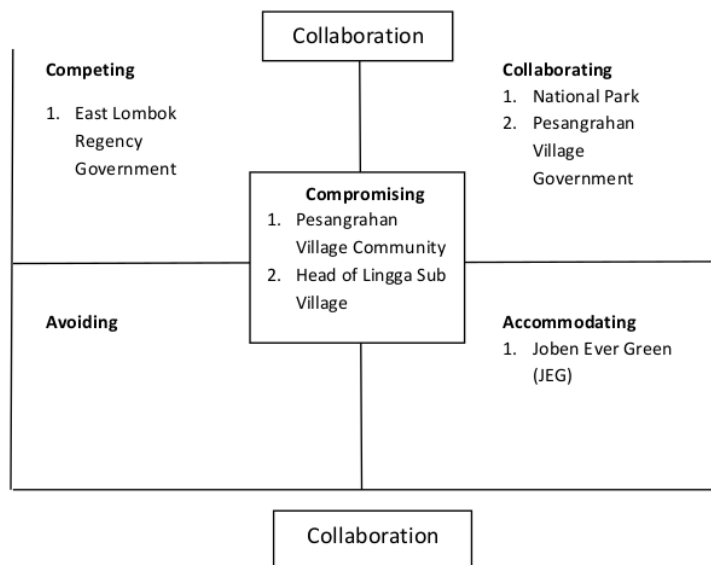 Collaboration
Competing
1. East Lombok
Regency
Government
Collaborating
1. National Park
2. Pesangrahan
Village
Government
Compromising
1. Pesangrahan
Village Community
2. Head of Lingga Sub
Village
Avoiding
Accommodating
1. Joben Ever Green
(JEG)
Collaboration